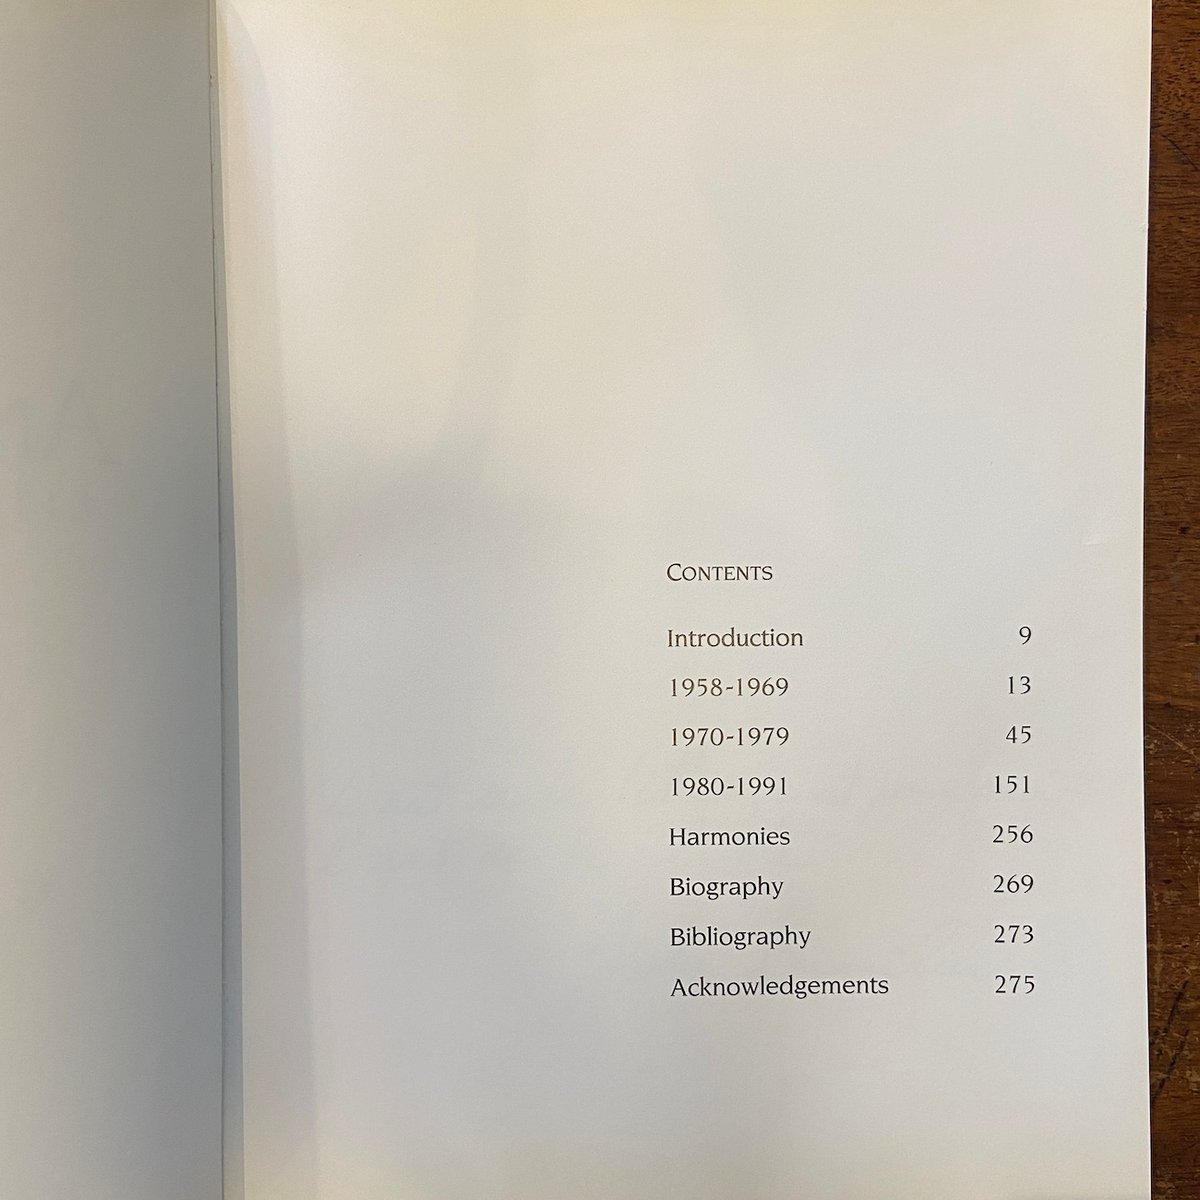 CONTENTS
Introduction 9
1958-1969 13
1970-1979 45
1980-1991 151
Harmonies 256
Biography 269
Bibliography 273
Acknowledgements 275